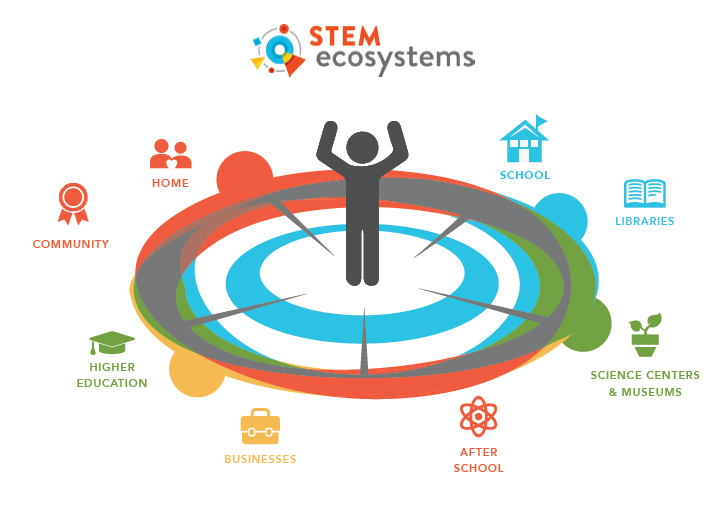 STEM
ecosystems
HOME
SCHOOL
LIBRARIES
COMMUNITY
HIGHER
EDUCATION
SCIENCE CENTERS
& MUSEUMS
BUSINESSES
AFTER
SCHOOL